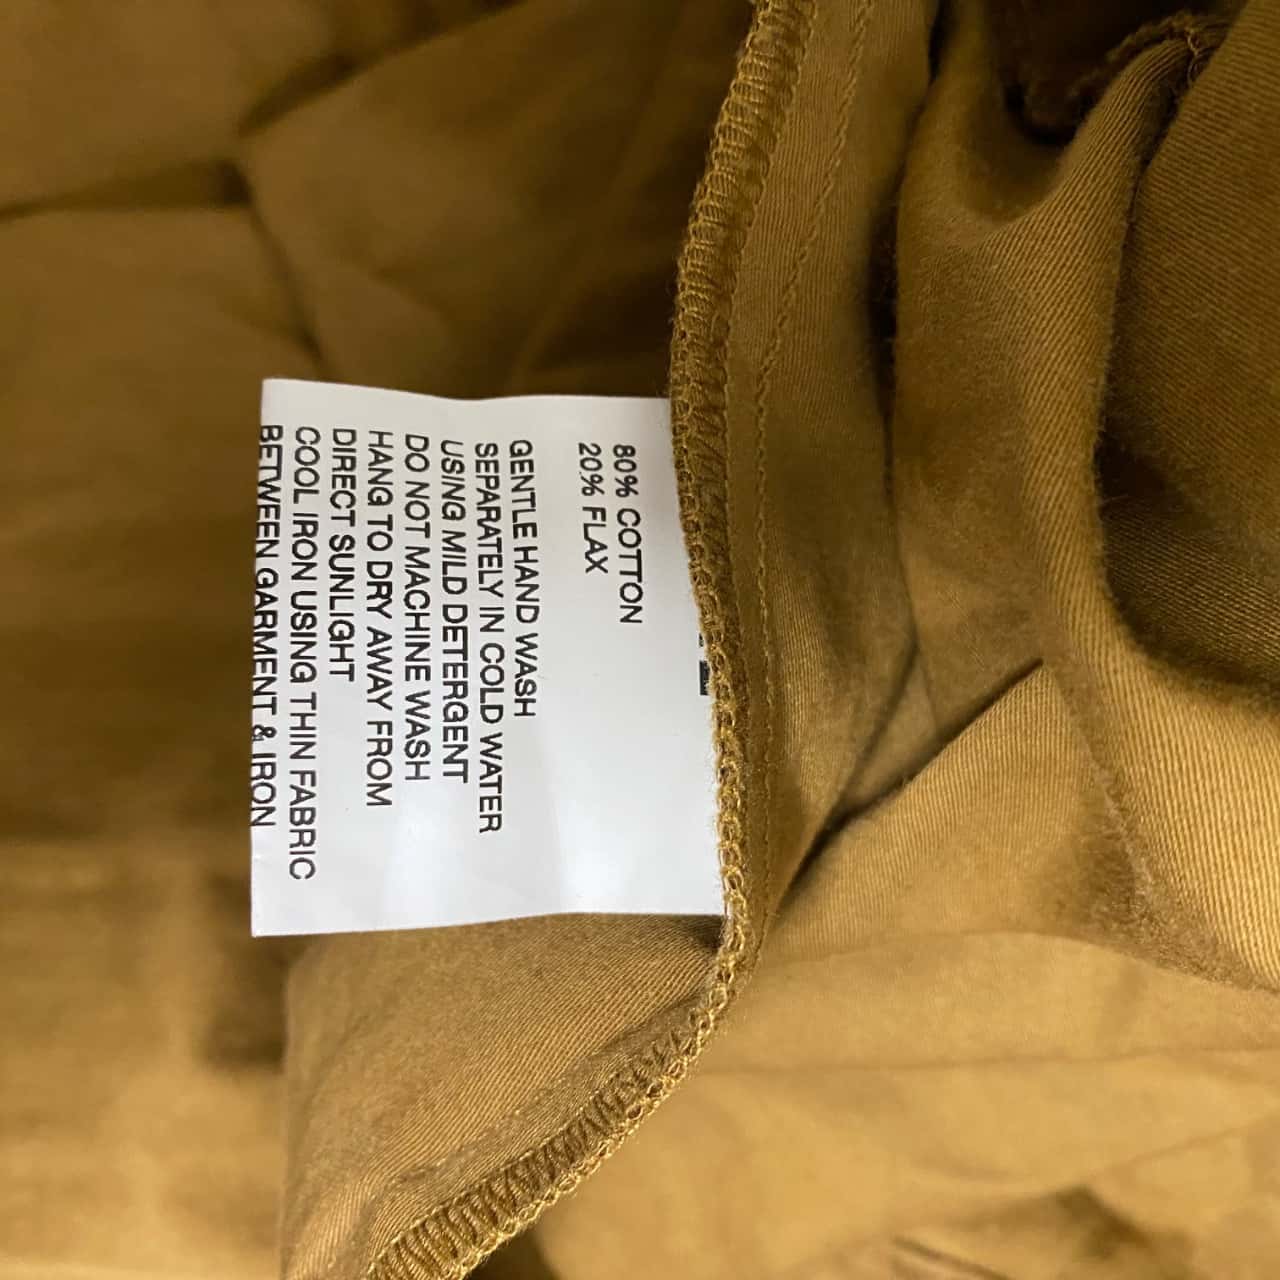 80% COTTON
20% FLAX
GENTLE HAND WASH
SEPARATELY IN COLD WATER
USING MILD DETERGENT
DO NOT MACHINE WASH
HANG TO DRY AWAY FROM
DIRECT SUNLIGHT
COOL IRON USING THIN FABRIC
BETWEEN GARMENT & IRON